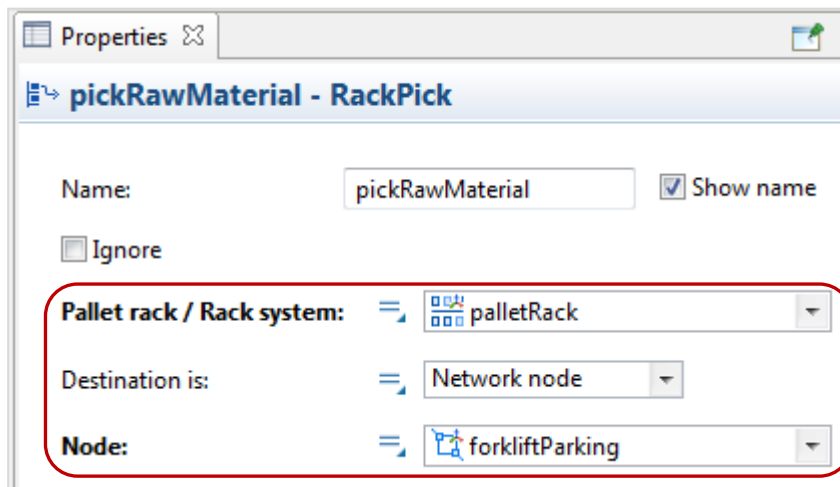 Properties
pickRawMaterial - RackPick
Name: pickRawMaterial Show name
Ignore
Pallet rack / Rack system: palletRack
Destination is: Network node
Node: forkliftParking